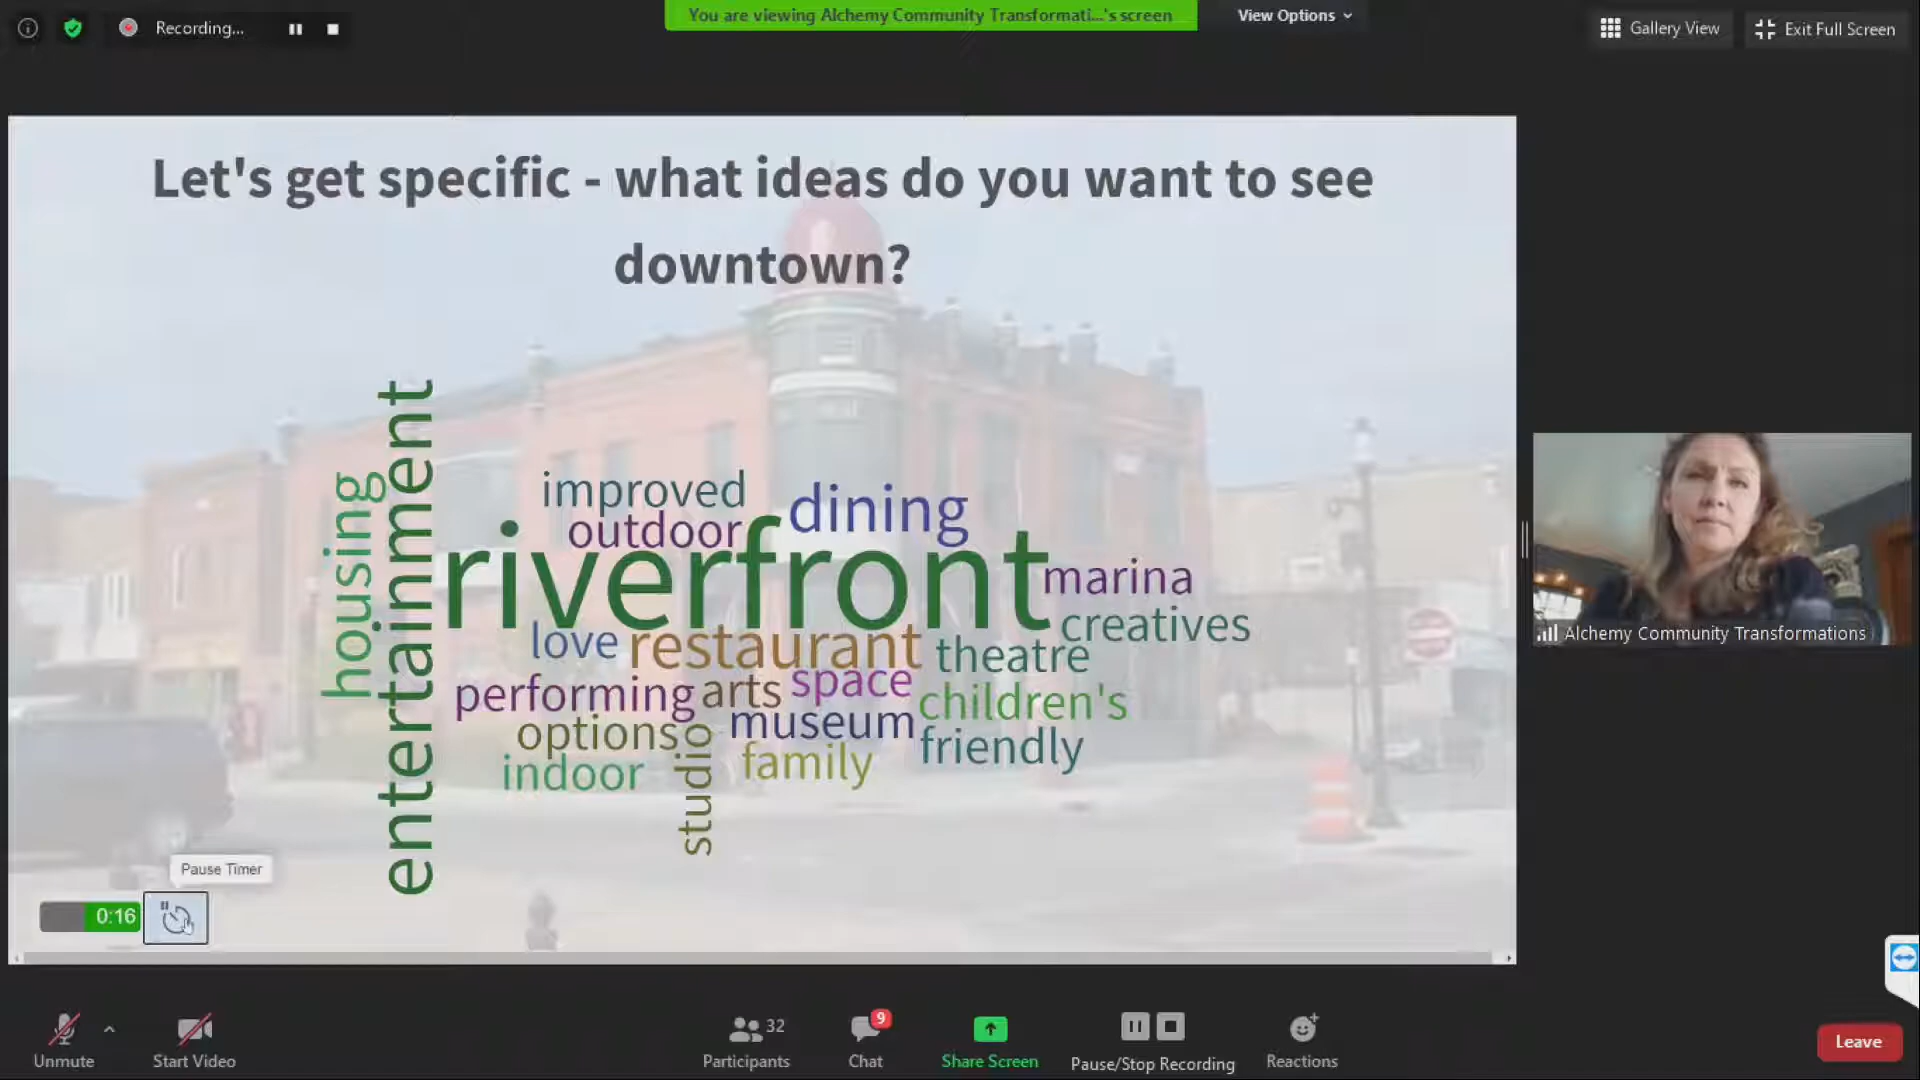 Recording...
You are viewing Alchemy Community Transformati...'s screen
View Options
Gallery View
Exit Full Screen
Let's get specific - what ideas do you want to see
downtown?
housing
entertainment
improved
outdoor
dining
riverfront
marina
creatives
love
restaurant
theatre
performing
arts
space
children's
options
museum
friendly
indoor
studio
family
Pause Timer
0:16
Alchemy Community Transformations
Unmute
Start Video
32
Participants
9
Chat
Share Screen
Pause/Stop Recording
Reactions
Leave